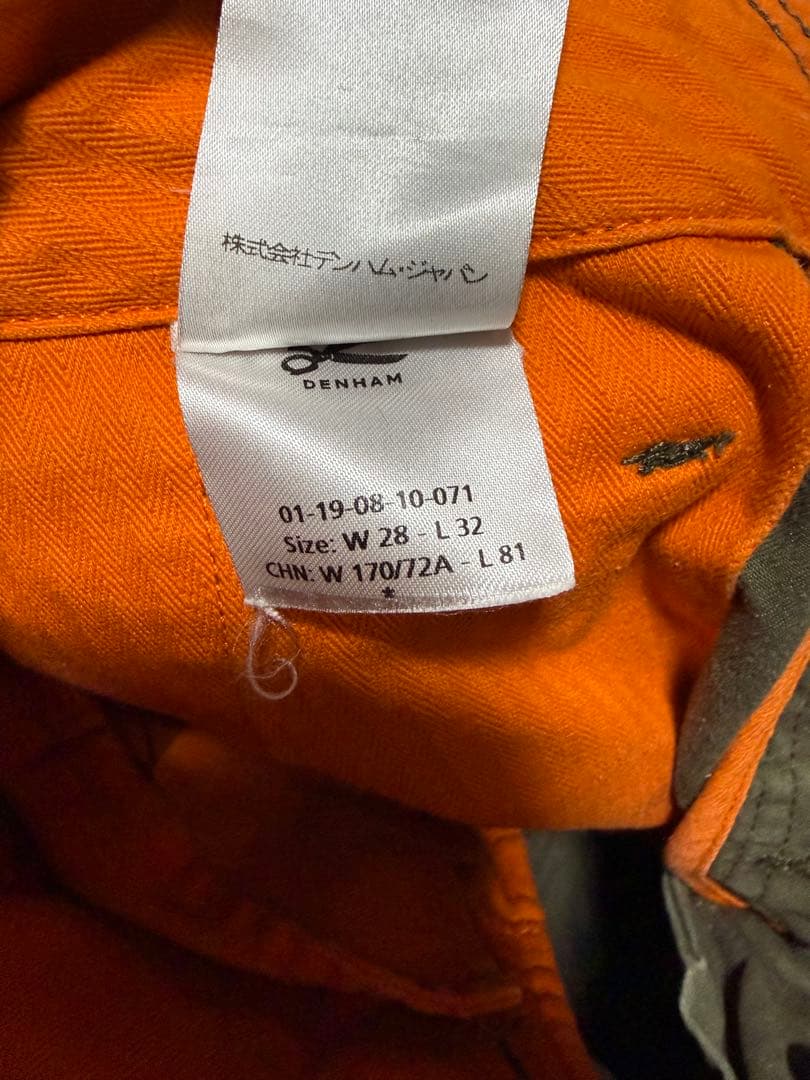 株式会社デンハム・ジャパン
DENHAM
01-19-08-10-071
Size: W 28 - L 32
CHN: W 170/72A - L 81
*